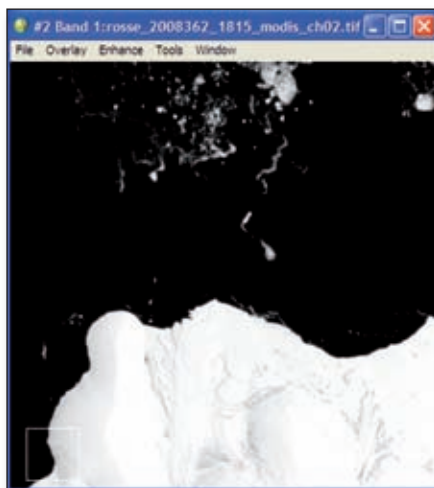 #2 Band 1:rosse_2008362_1815_modis_ch02.tif
File Overlay Enhance Tools Window